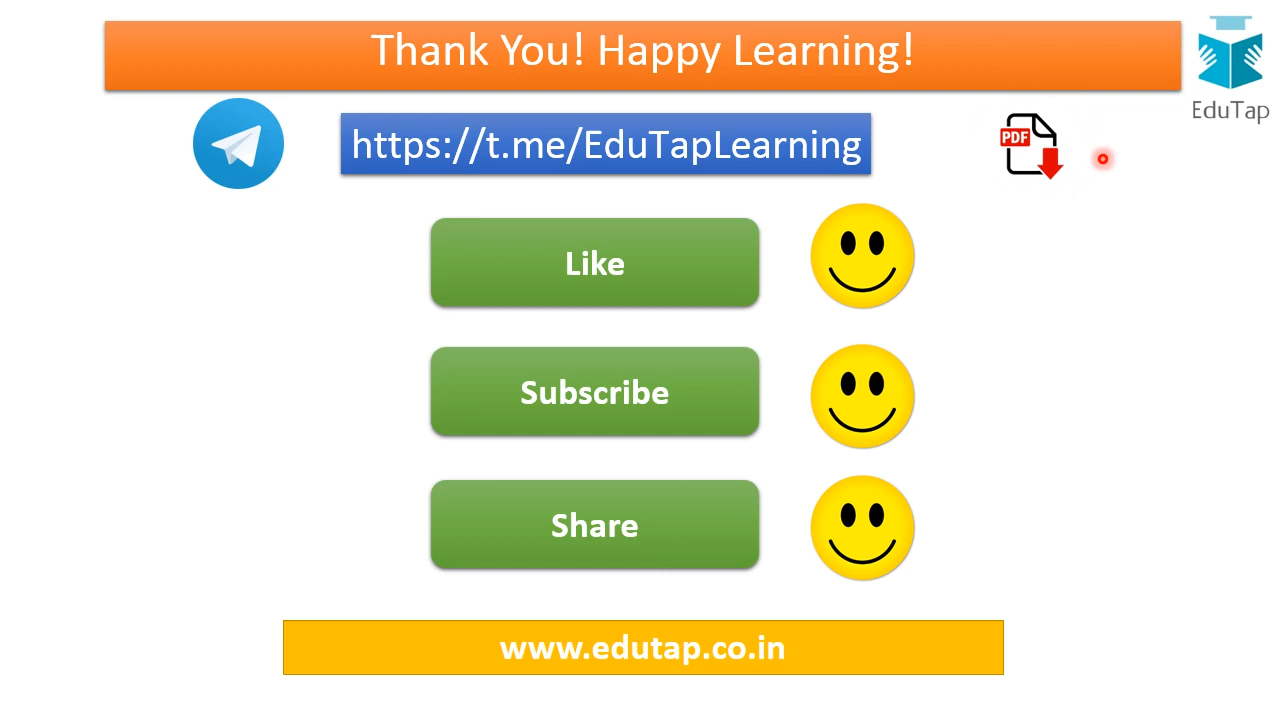 Thank You! Happy Learning!
EduTap
https://t.me/EduTapLearning
PDF
Like
Subscribe
Share
www.edutap.co.in